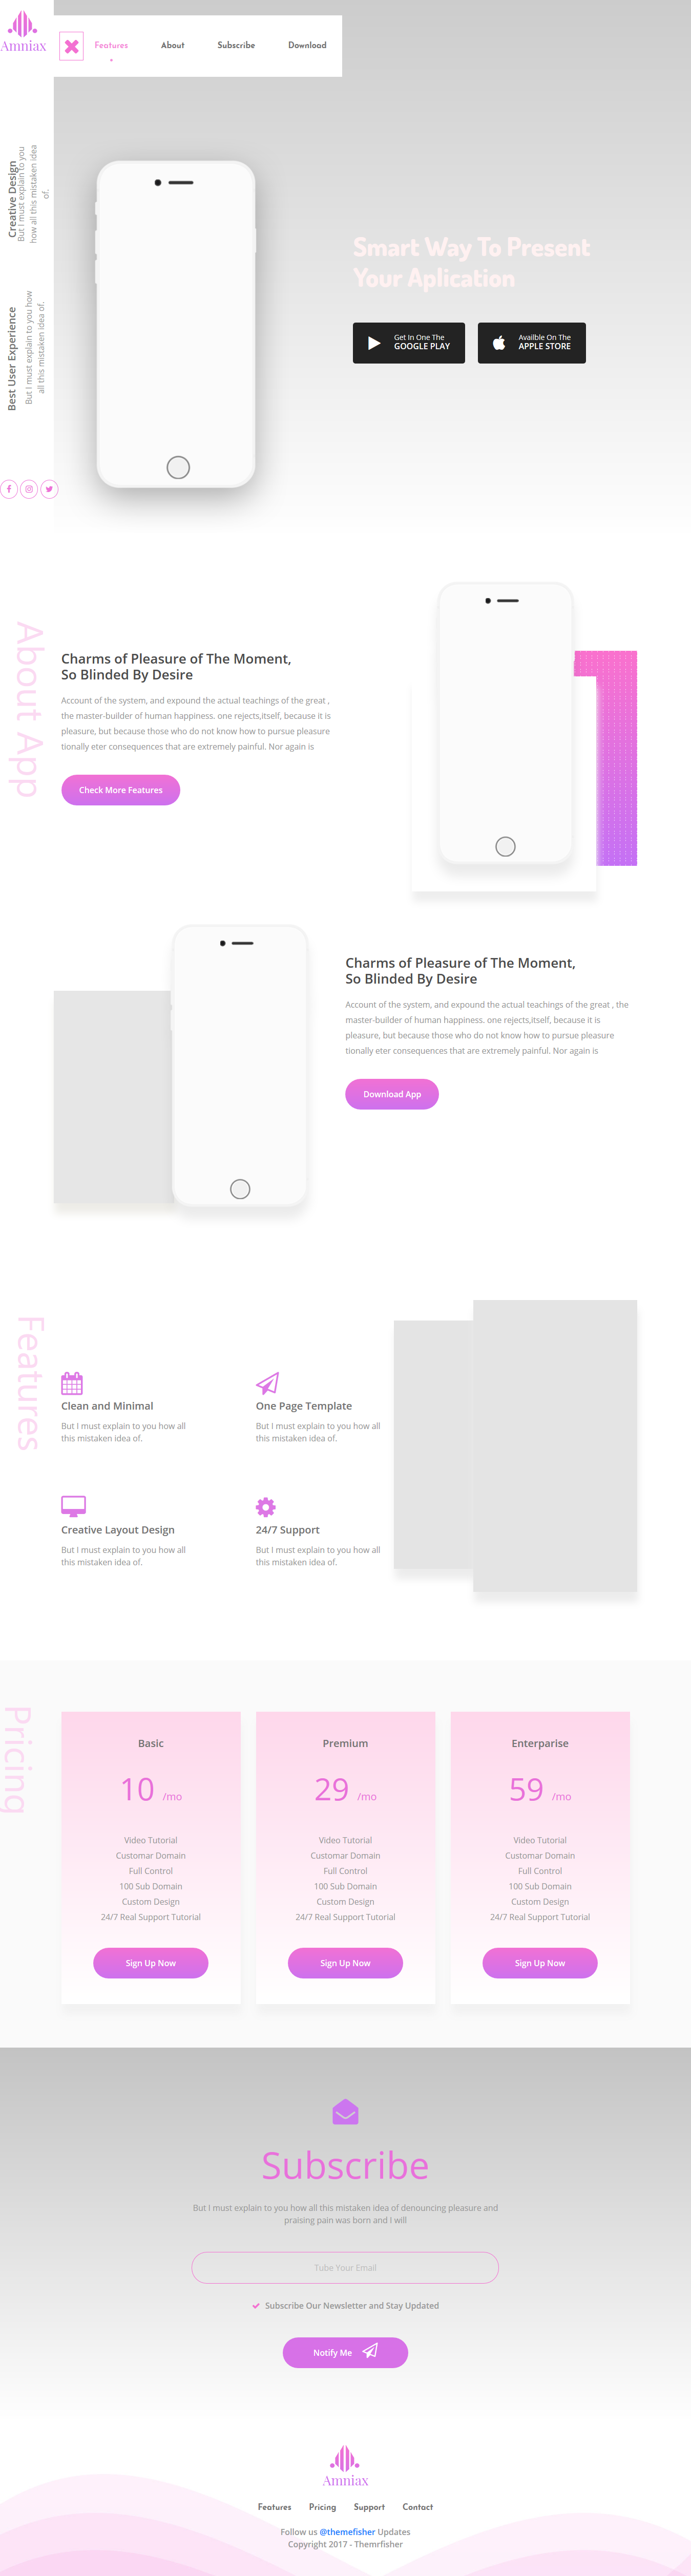 Amniax
Features
About
Subscribe
Download
Creative Design
But I must explain to you
how all this mistaken idea
of.
Best User Experience
But I must explain to you how
all this mistaken idea of.
Smart Way To Present
Your Aplication
Get In One The
GOOGLE PLAY
Availble On The
APPLE STORE
About App
Charms of Pleasure of The Moment,
So Blinded By Desire
Account of the system, and expound the actual teachings of the great ,
the master-builder of human happiness. one rejects,itself, because it is
pleasure, but because those who do not know how to pursue pleasure
tionally eter consequences that are extremely painful. Nor again is
Check More Features
Charms of Pleasure of The Moment,
So Blinded By Desire
Account of the system, and expound the actual teachings of the great , the
master-builder of human happiness. one rejects,itself, because it is
pleasure, but because those who do not know how to pursue pleasure
tionally eter consequences that are extremely painful. Nor again is
Download App
Features
Clean and Minimal
But I must explain to you how all
this mistaken idea of.
One Page Template
But I must explain to you how all
this mistaken idea of.
Creative Layout Design
But I must explain to you how all
this mistaken idea of.
24/7 Support
But I must explain to you how all
this mistaken idea of.
Pricing
Basic
10 /mo
Video Tutorial
Customar Domain
Full Control
100 Sub Domain
Custom Design
24/7 Real Support Tutorial
Sign Up Now
Premium
29 /mo
Video Tutorial
Customar Domain
Full Control
100 Sub Domain
Custom Design
24/7 Real Support Tutorial
Sign Up Now
Enterparise
59 /mo
Video Tutorial
Customar Domain
Full Control
100 Sub Domain
Custom Design
24/7 Real Support Tutorial
Sign Up Now
Subscribe
But I must explain to you how all this mistaken idea of denouncing pleasure and
praising pain was born and I will
Tube Your Email
Subscribe Our Newsletter and Stay Updated
Notify Me
Amniax
Features
Pricing
Support
Contact
Follow us @themefisher Updates
Copyright 2017 - Themrfisher